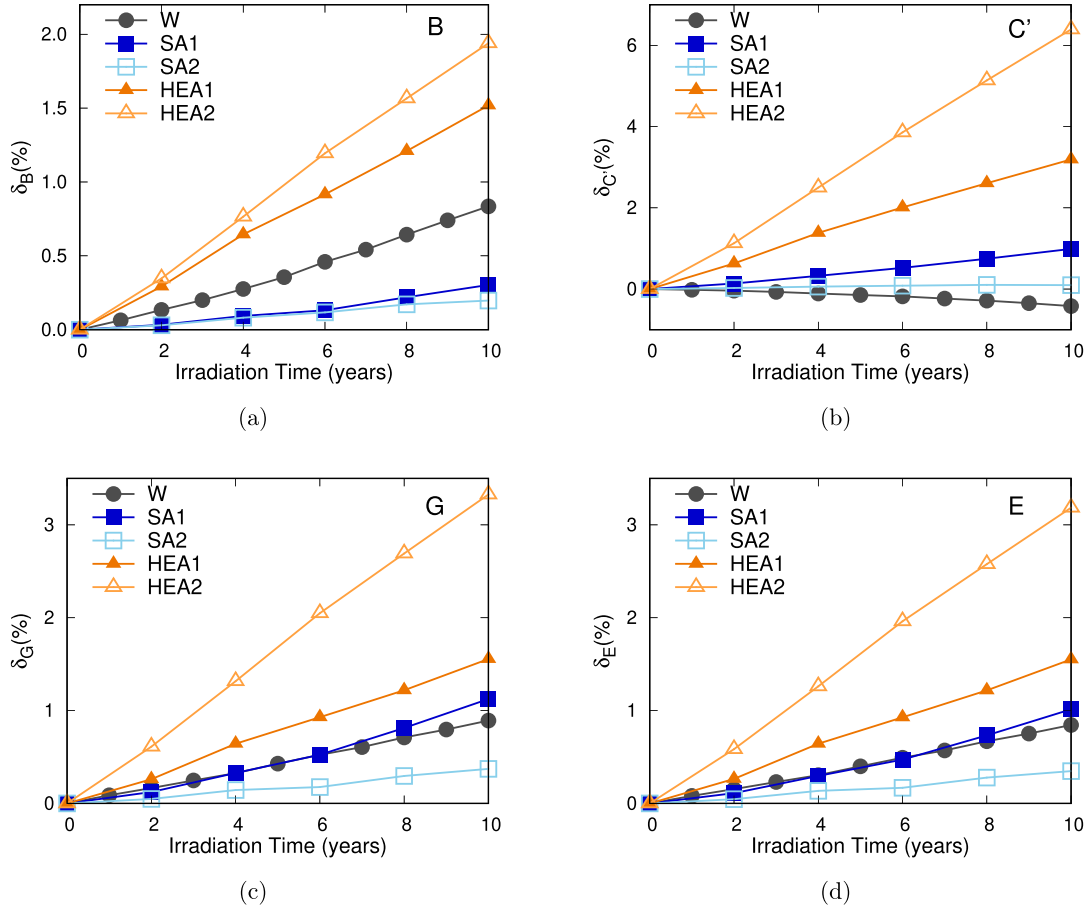 B
W
SA1
SA2
HEA1
HEA2
2.0
1.5
1.0
0.5
0.0
δB(%)
0 2 4 6 8 10
Irradiation Time (years)
(a)
C’
W
SA1
SA2
HEA1
HEA2
6
4
2
0
δC’(%)
0 2 4 6 8 10
Irradiation Time (years)
(b)
G
W
SA1
SA2
HEA1
HEA2
3
2
1
0
δG(%)
0 2 4 6 8 10
Irradiation Time (years)
(c)
E
W
SA1
SA2
HEA1
HEA2
3
2
1
0
δE(%)
0 2 4 6 8 10
Irradiation Time (years)
(d)